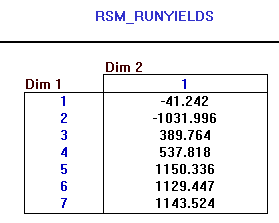 RSM_RUNYIELDS
Dim 2
Dim 1 1
1 -41.242
2 -1031.996
3 389.764
4 537.818
5 1150.336
6 1129.447
7 1143.524